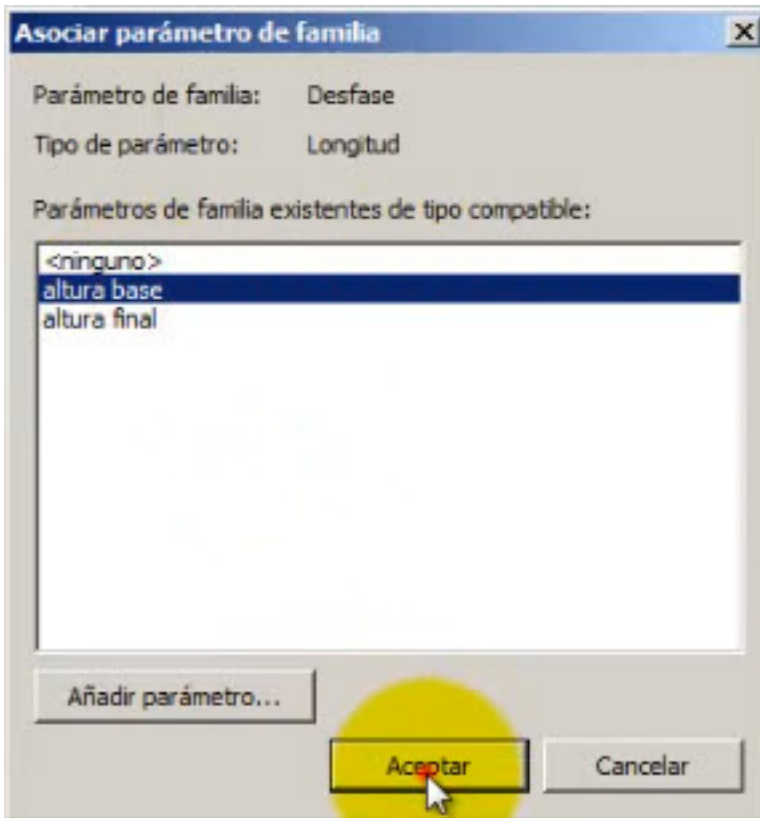 Asociar parámetro de familia
Parámetro de familia: Desfase
Tipo de parámetro: Longitud
Parámetros de familia existentes de tipo compatible:
<ninguno>
altura base
altura final
Añadir parámetro...
Aceptar Cancelar